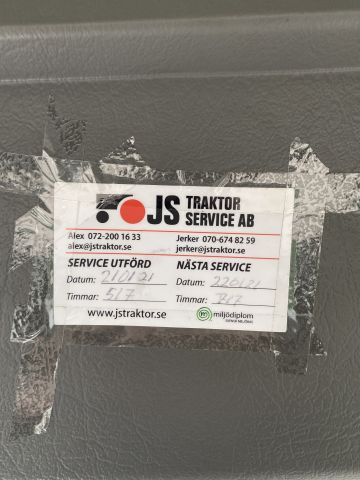 JS TRAKTOR
SERVICE AB
Alex 072-200 16 33
alex@jstraktor.se
Jerker 070-674 82 59
jerker@jstraktor.se
SERVICE UTFÖRD
Datum: 210121
Timmar: 517
NÄSTA SERVICE
Datum: 220121
Timmar:
www.jstraktor.se
miljödiplom